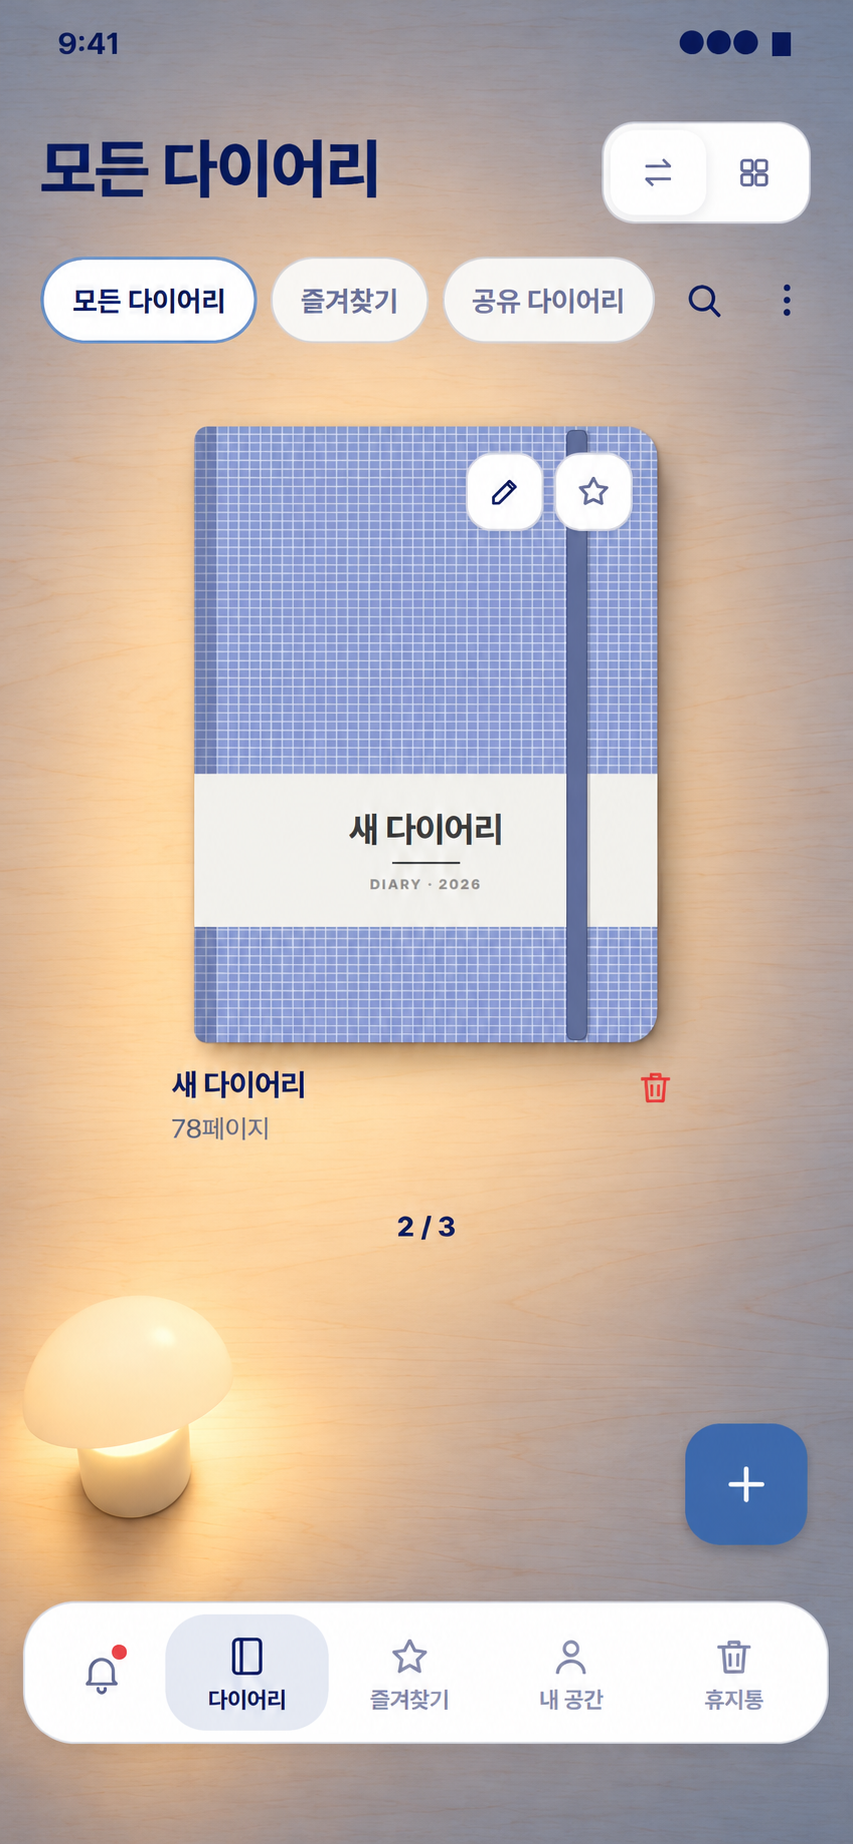 9:41
모든 다이어리
모든 다이어리 즐겨찾기 공유 다이어리
새 다이어리
DIARY · 2026
새 다이어리
78페이지
2 / 3
다이어리 즐겨찾기 내 공간 휴지통